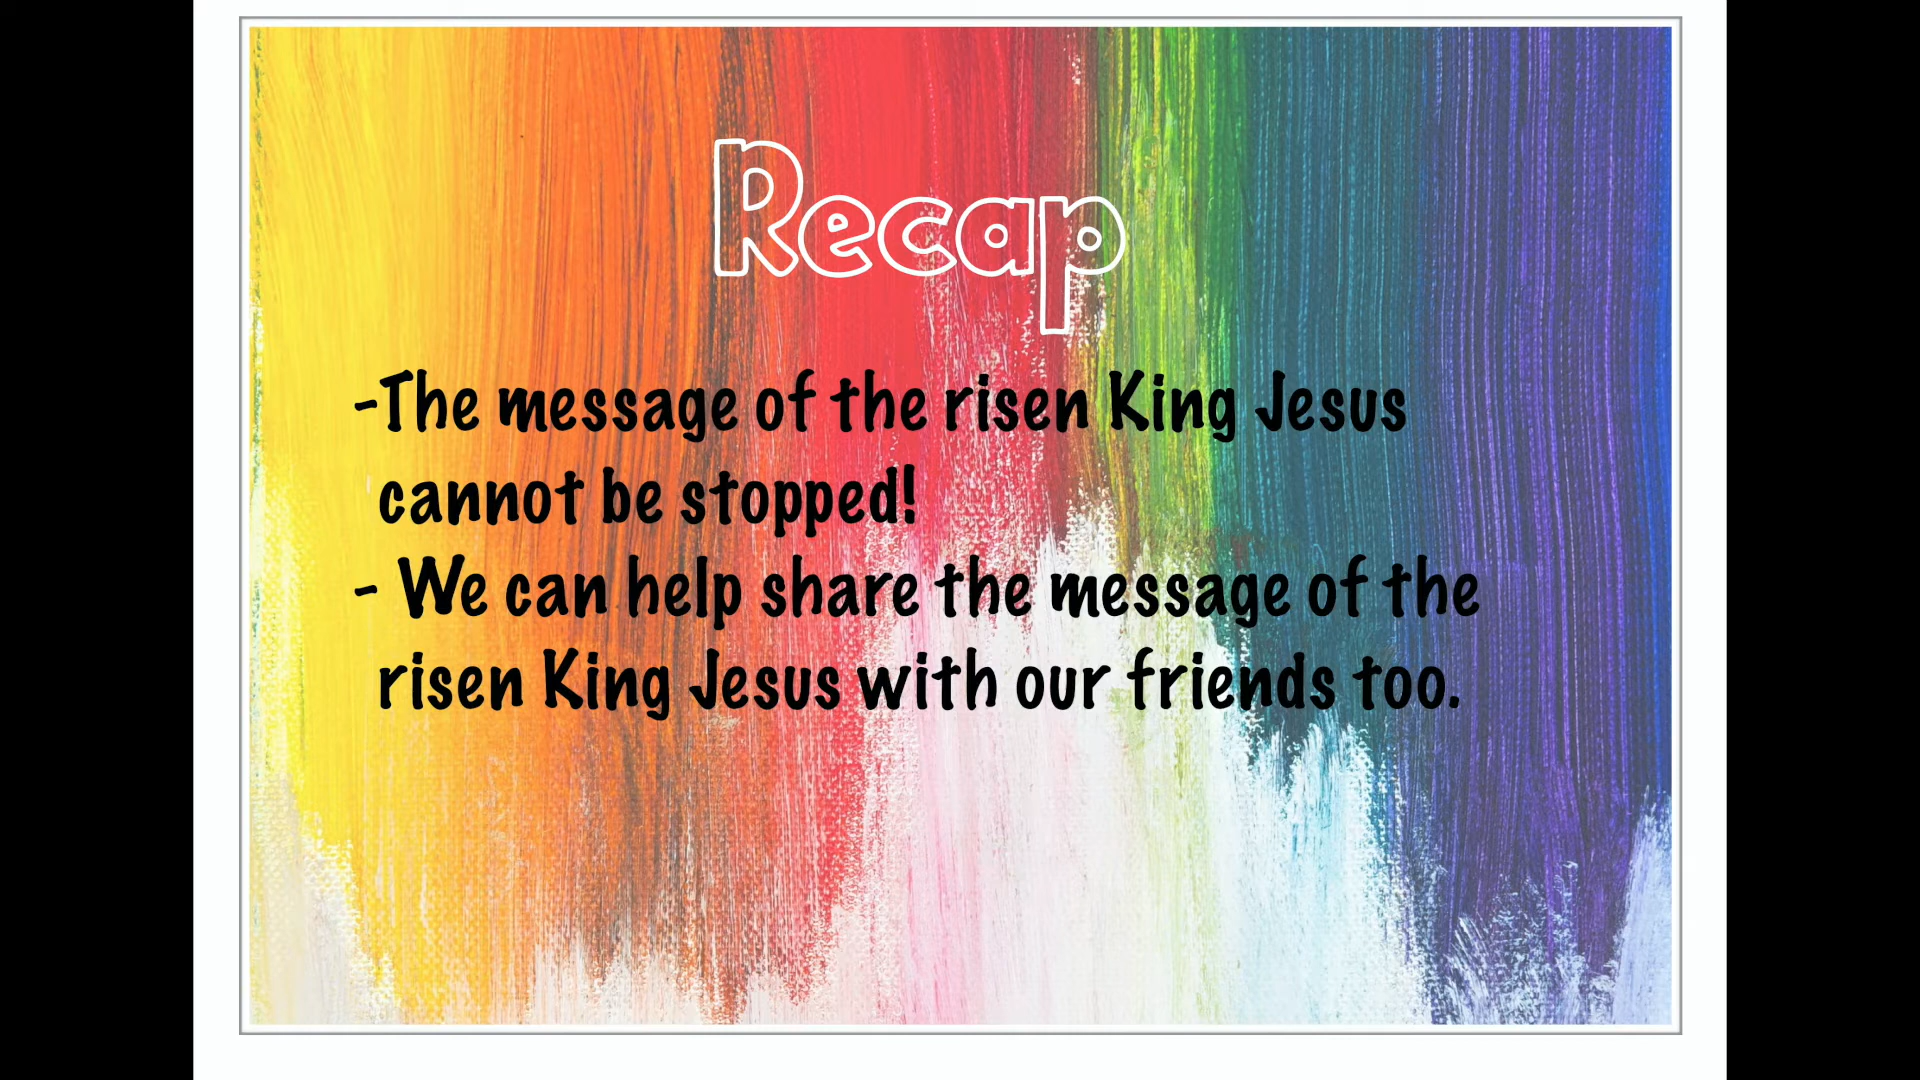 Recap
-The message of the risen King Jesus
cannot be stopped!
- We can help share the message of the
risen King Jesus with our friends too.